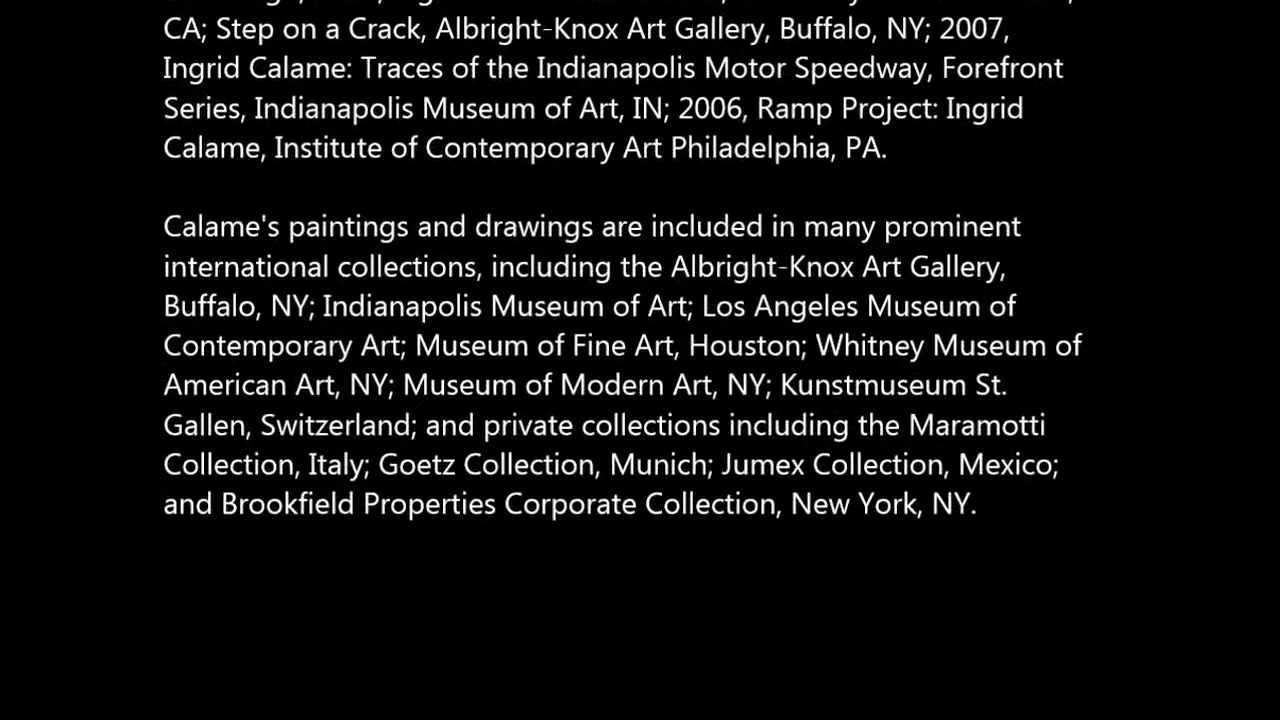 CA; Step on a Crack, Albright-Knox Art Gallery, Buffalo, NY; 2007,
Ingrid Calame: Traces of the Indianapolis Motor Speedway, Forefront
Series, Indianapolis Museum of Art, IN; 2006, Ramp Project: Ingrid
Calame, Institute of Contemporary Art Philadelphia, PA.
Calame's paintings and drawings are included in many prominent
international collections, including the Albright-Knox Art Gallery,
Buffalo, NY; Indianapolis Museum of Art; Los Angeles Museum of
Contemporary Art; Museum of Fine Art, Houston; Whitney Museum of
American Art, NY; Museum of Modern Art, NY; Kunstmuseum St.
Gallen, Switzerland; and private collections including the Maramotti
Collection, Italy; Goetz Collection, Munich; Jumex Collection, Mexico;
and Brookfield Properties Corporate Collection, New York, NY.